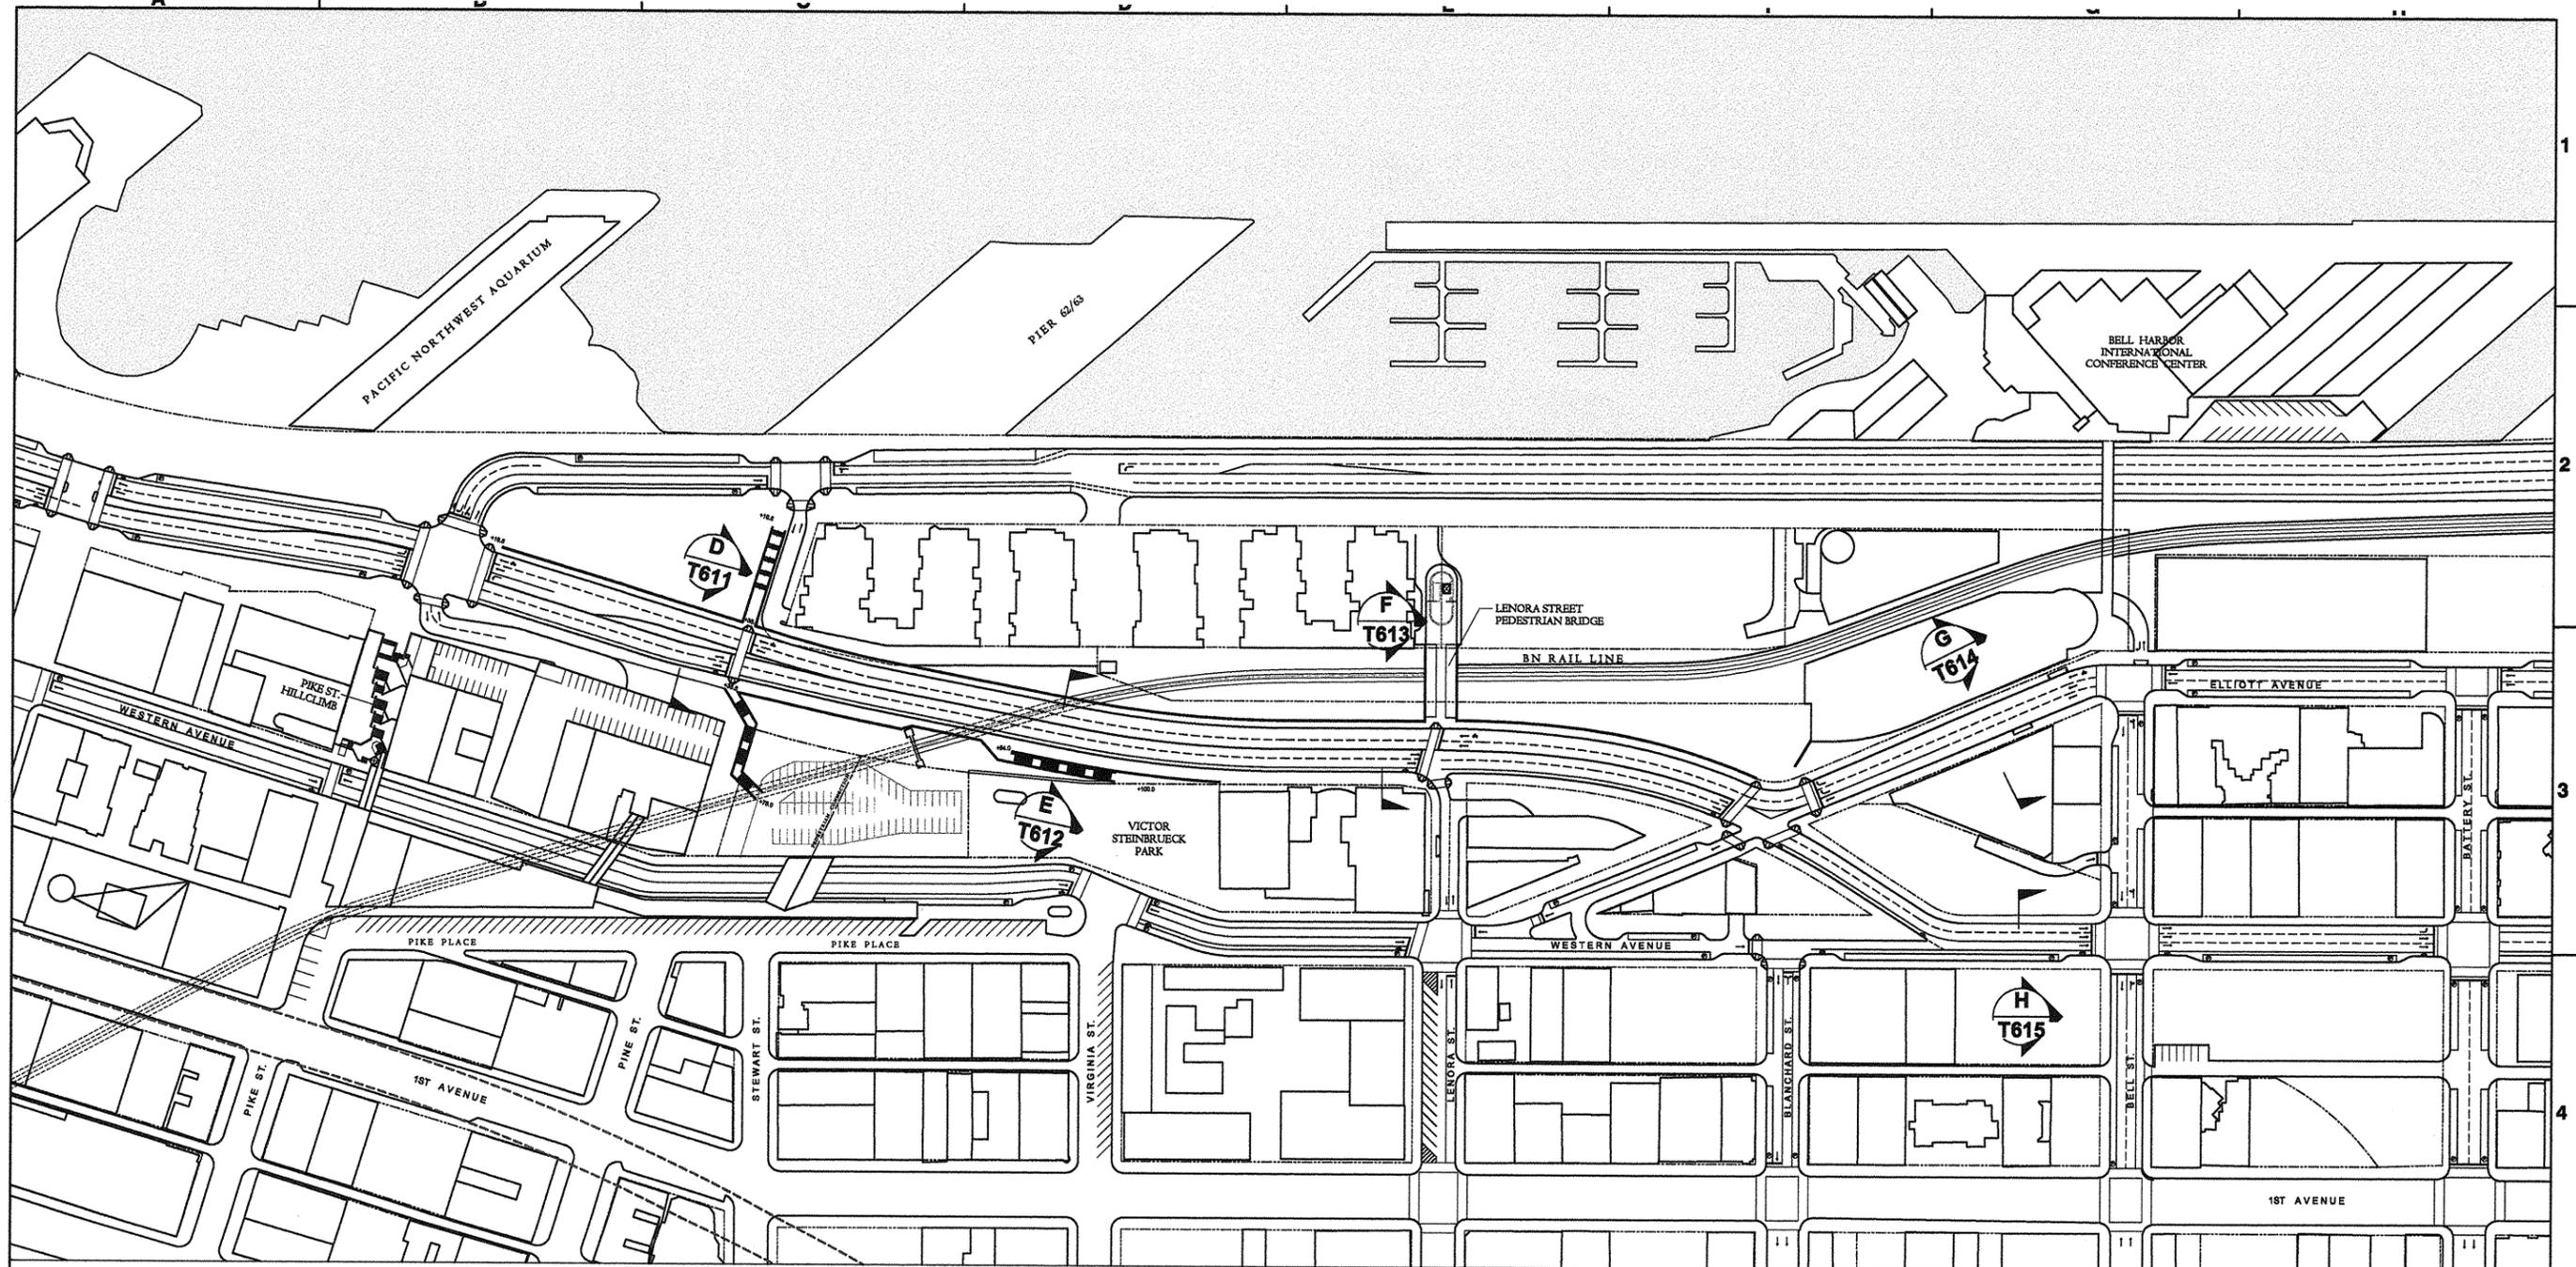 1
PACIFIC NORTHWEST AQUARIUM
PIER 62/63
BELL HARBOR
INTERNATIONAL
CONFERENCE CENTER
2
D
T611
F
T613
LENORA STREET
PEDESTRIAN BRIDGE
BN RAIL LINE
G
T614
ELLIOTT AVENUE
PIKE ST.
HILLCLIMB
WESTERN AVENUE
3
E
T612
VICTOR
STEINBRUECK
PARK
BATTERY ST.
PIKE PLACE
PIKE PLACE
WESTERN AVENUE
H
T615
PINE ST.
STEWART ST.
VIRGINIA ST.
LENORA ST.
BLANCHARD ST.
BELL ST.
PIKE ST.
1ST AVENUE
4
1ST AVENUE